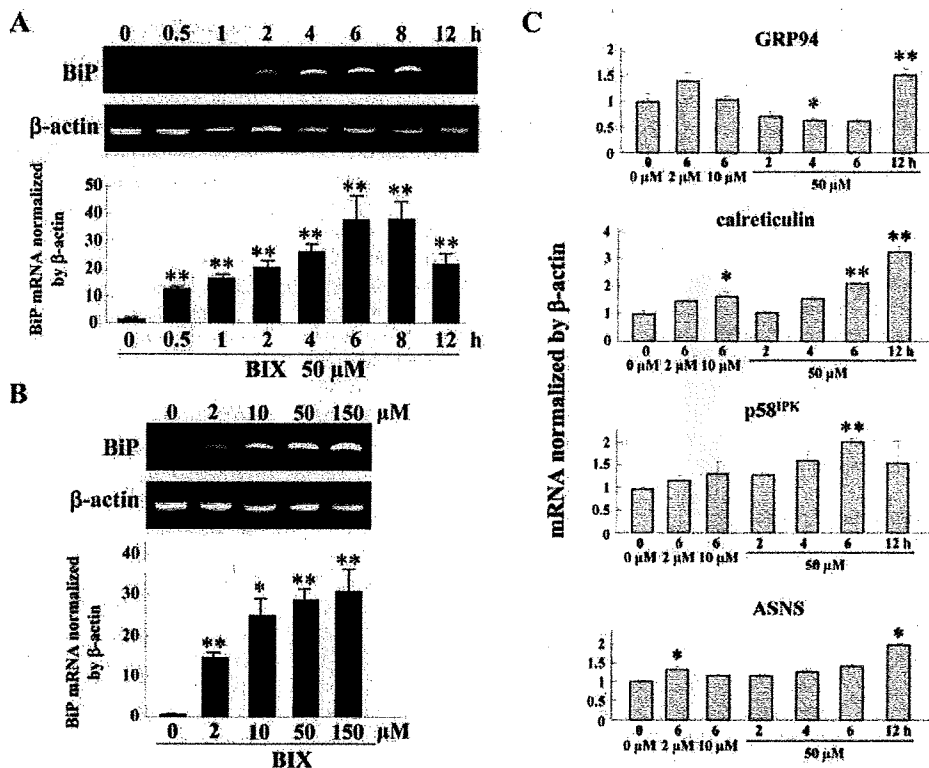 A
0 0.5 1 2 4 6 8 12 h
BiP
β-actin
BiP mRNA normalized
by β-actin
50
40
30
20
10
0
** ** ** ** ** ** **
0 0.5 1 2 4 6 8 12 h
BIX 50 μM
B
0 2 10 50 150 μM
BiP
β-actin
BiP mRNA normalized
by β-actin
40
30
20
10
0
** * ** **
0 2 10 50 150 μM
BIX
C
mRNA normalized by β-actin
GRP94
2
1.5
1
0.5
0
* **
0 6 6 2 4 6 12 h
0 μM 2 μM 10 μM
50 μM
calreticulin
4
3
2
1
0
* ** **
0 6 6 2 4 6 12 h
0 μM 2 μM 10 μM
50 μM
p58IPK
2
1.5
1
0.5
0
**
0 6 6 2 4 6 12 h
0 μM 2 μM 10 μM
50 μM
ASNS
2
1.5
1
0.5
0
* *
0 6 6 2 4 6 12 h
0 μM 2 μM 10 μM
50 μM